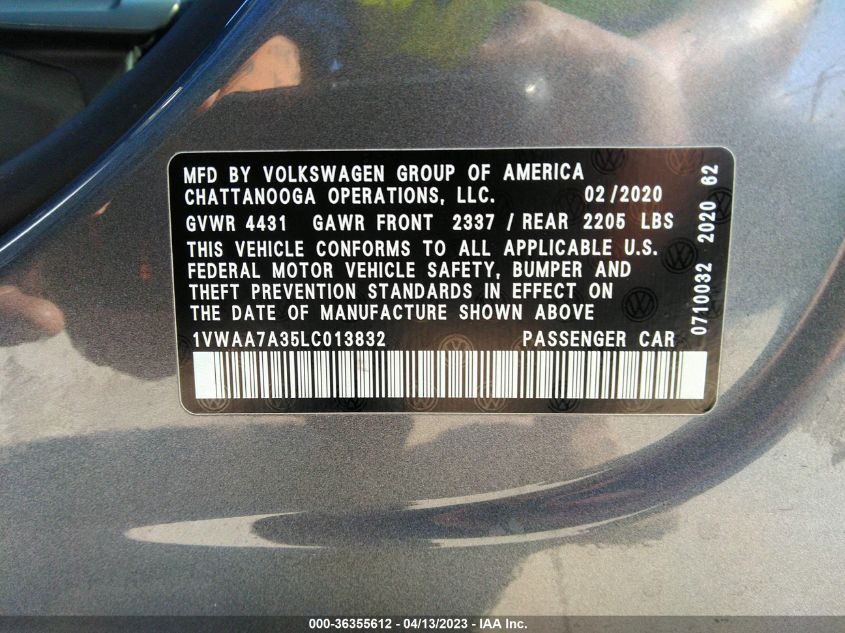 MFD BY VOLKSWAGEN GROUP OF AMERICA
CHATTANOOGA OPERATIONS, LLC. 02/2020
GVWR 4431 GAWR FRONT 2337 / REAR 2205 LBS
THIS VEHICLE CONFORMS TO ALL APPLICABLE U.S.
FEDERAL MOTOR VEHICLE SAFETY, BUMPER AND
THEFT PREVENTION STANDARDS IN EFFECT ON
THE DATE OF MANUFACTURE SHOWN ABOVE
1VWAA7A35LC013832 PASSENGER CAR
0710032 2020 62
000-36355612 - 04/13/2023 - IAA Inc.